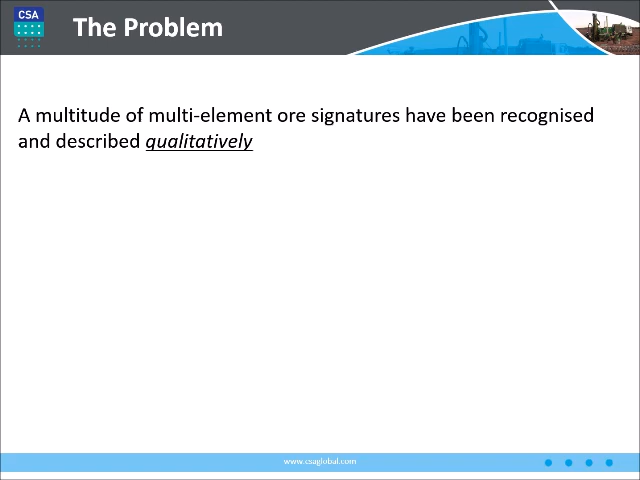 CSA
The Problem
A multitude of multi-element ore signatures have been recognised
and described qualitatively
www.csaglobal.com